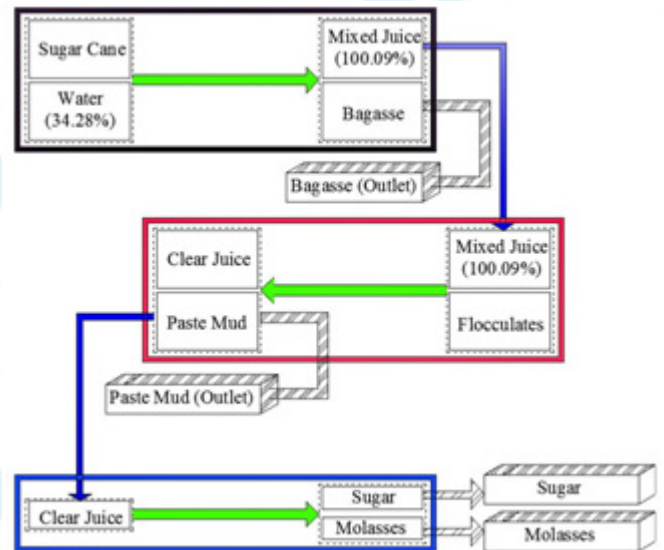 Sugar Cane
Water
(34.28%)
Mixed Juice
(100.09%)
Bagasse
Bagasse (Outlet)
Clear Juice
Paste Mud
Mixed Juice
(100.09%)
Flocculates
Paste Mud (Outlet)
Clear Juice
Sugar
Molasses
Sugar
Molasses